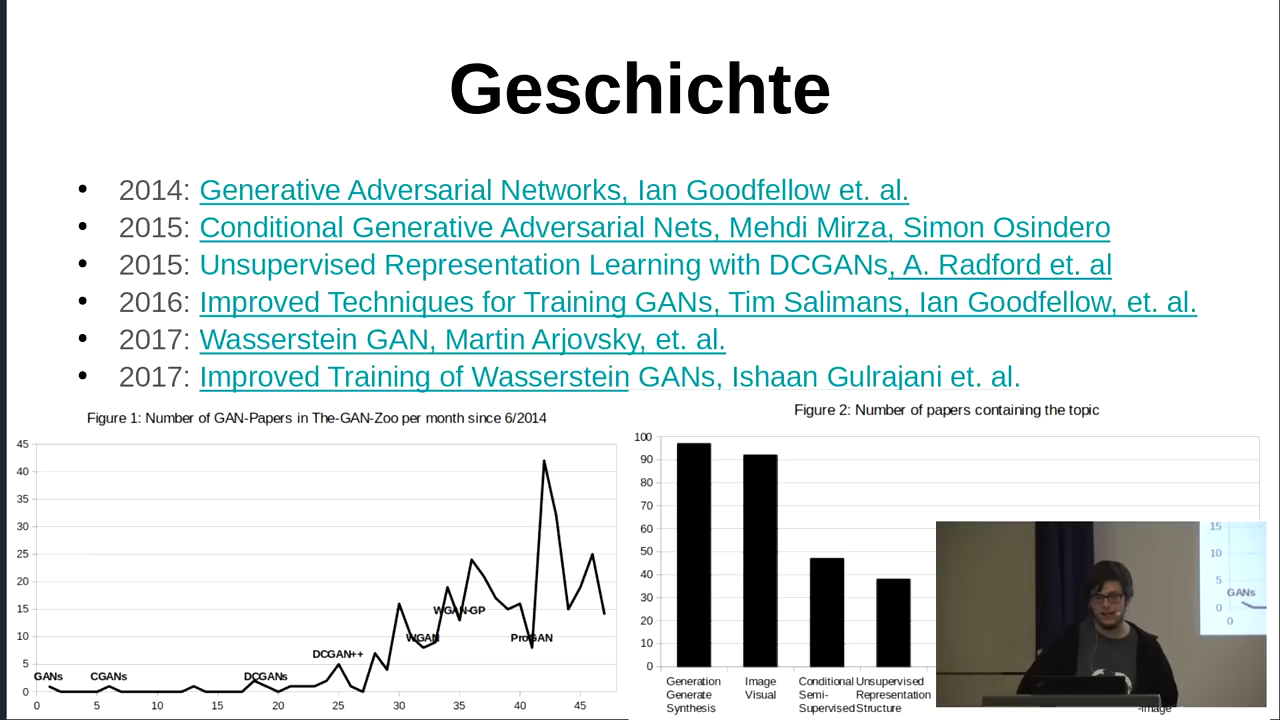 Geschichte
• 2014: Generative Adversarial Networks, Ian Goodfellow et. al.
• 2015: Conditional Generative Adversarial Nets, Mehdi Mirza, Simon Osindero
• 2015: Unsupervised Representation Learning with DCGANs, A. Radford et. al
• 2016: Improved Techniques for Training GANs, Tim Salimans, Ian Goodfellow, et. al.
• 2017: Wasserstein GAN, Martin Arjovsky, et. al.
• 2017: Improved Training of Wasserstein GANs, Ishaan Gulrajani et. al.
Figure 1: Number of GAN-Papers in The-GAN-Zoo per month since 6/2014
45
40
35
30
25
20
15
10
5
0
GANs
CGANs
DCGANs
DCGAN++
WGAN
WGAN-GP
ProGAN
0 5 10 15 20 25 30 35 40 45
Figure 2: Number of papers containing the topic
100
90
80
70
60
50
40
30
20
10
0
Generation
Generate
Synthesis
Image
Visual
Conditional
Semi-
Supervised
Unsupervised
Representation
Structure
-Image
15
10
5
0
GANs
0